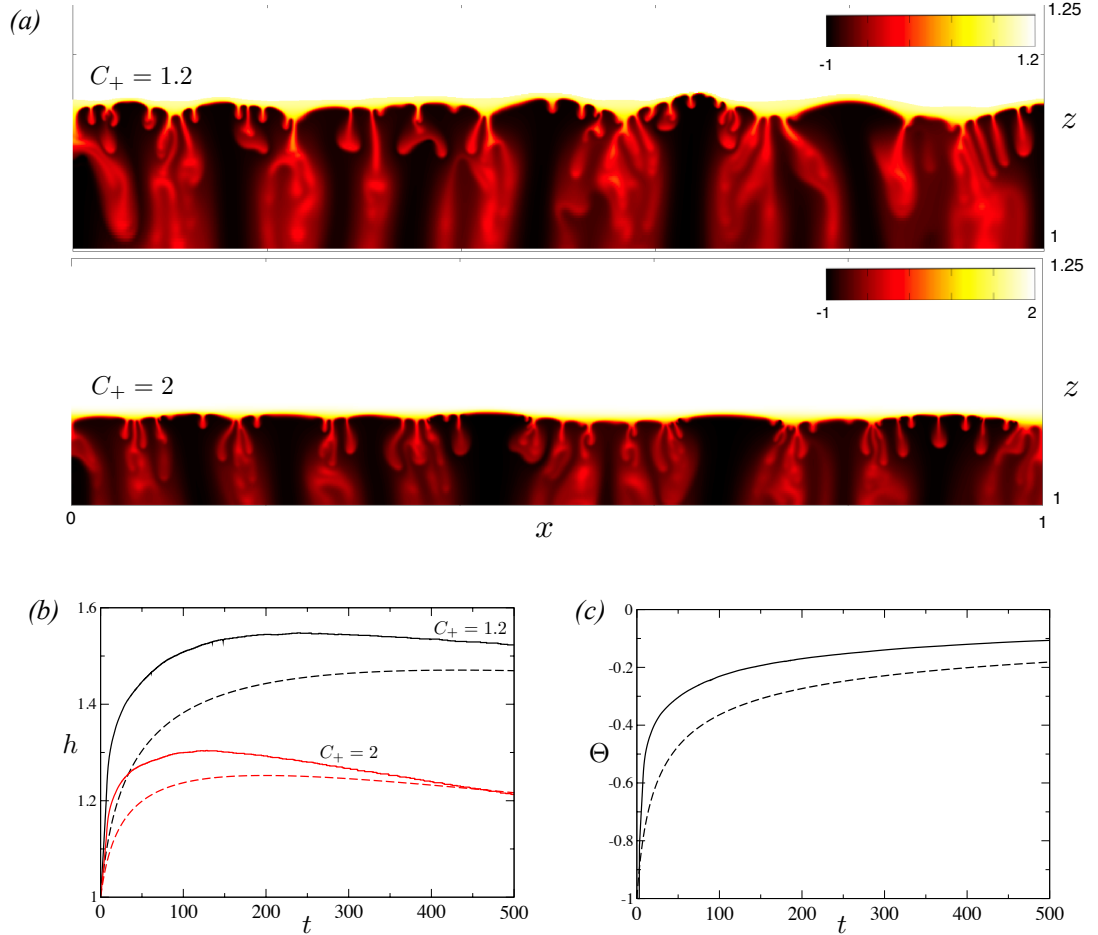 (a)
1.25
-1 1.2
C₊ = 1.2
z
1
1.25
-1 2
C₊ = 2
z
1
0 x 1
(b) (c)
1.6 0
C₊ = 1.2
-0.2
1.4
-0.4
h C₊ = 2 Θ
-0.6
1.2
-0.8
1 -1
0 100 200 300 400 500 0 100 200 300 400 500
t t